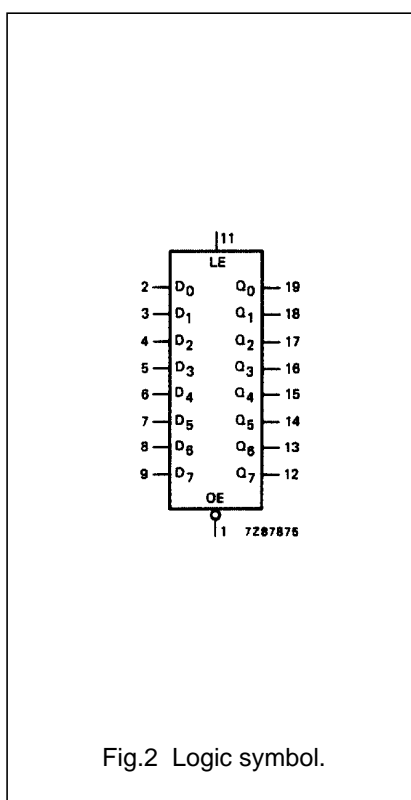 11
LE
2 D0 Q0 19
3 D1 Q1 18
4 D2 Q2 17
5 D3 Q3 16
6 D4 Q4 15
7 D5 Q5 14
8 D6 Q6 13
9 D7 Q7 12
OE
1 7Z87875
Fig.2 Logic symbol.